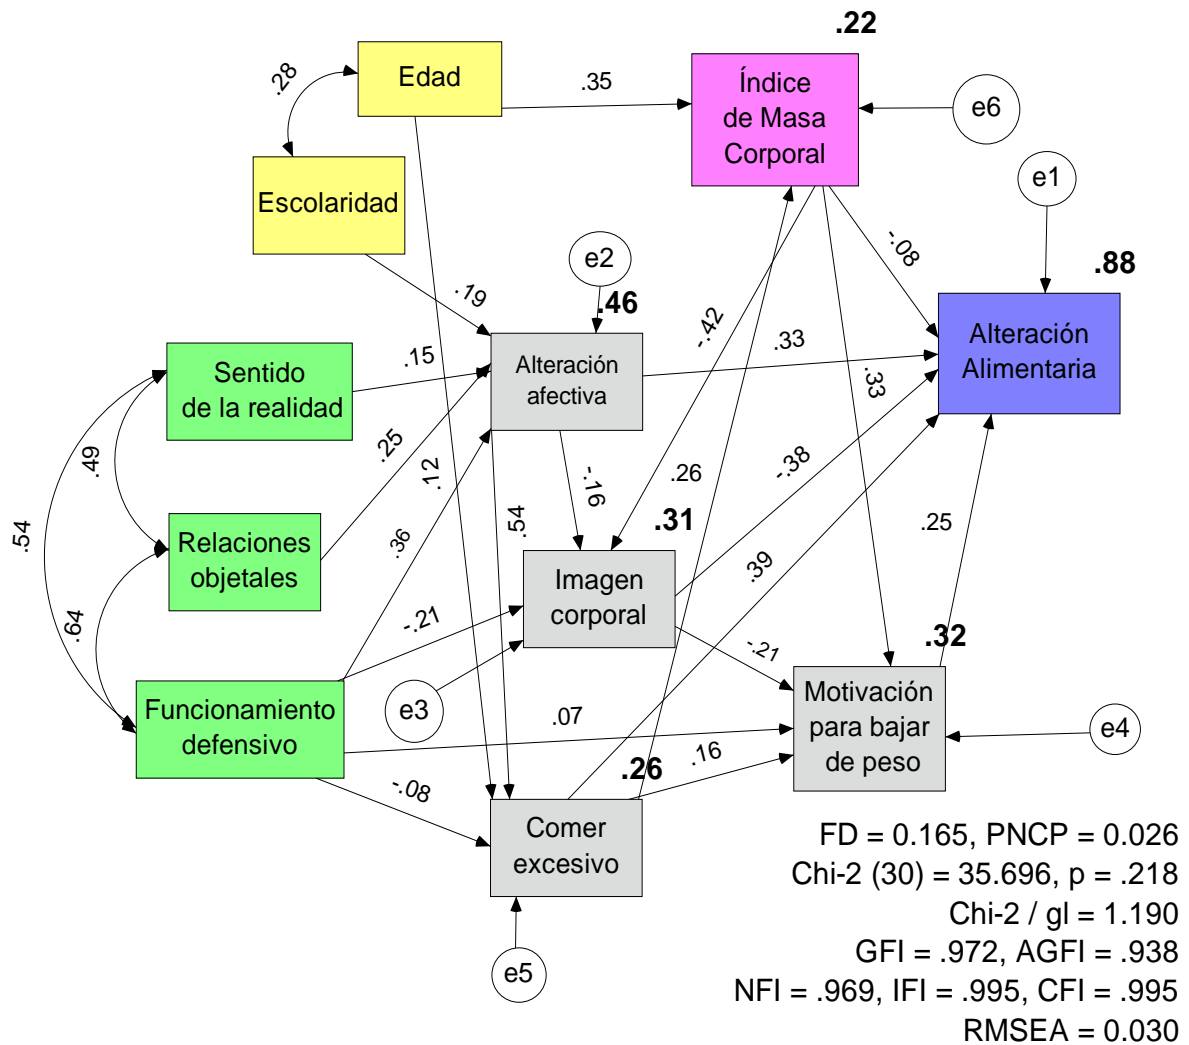 .22
Edad
.28
.35
Índice
de Masa
Corporal
e6
e1
Escolaridad
e2
-.08
.88
.19
.46
-.42
.33
Alteración
Alimentaria
Sentido
de la realidad
.15
Alteración
afectiva
.33
.49
.25
.12
-.16
.26
-.38
.54
.54
.31
.25
Relaciones
objetales
.36
Imagen
corporal
.39
.64
-.21
-.21
.32
Funcionamiento
defensivo
e3
.07
Motivación
para bajar
de peso
e4
.26
.16
-.08
Comer
excesivo
e5
FD = 0.165, PNCP = 0.026
Chi-2 (30) = 35.696, p = .218
Chi-2 / gl = 1.190
GFI = .972, AGFI = .938
NFI = .969, IFI = .995, CFI = .995
RMSEA = 0.030